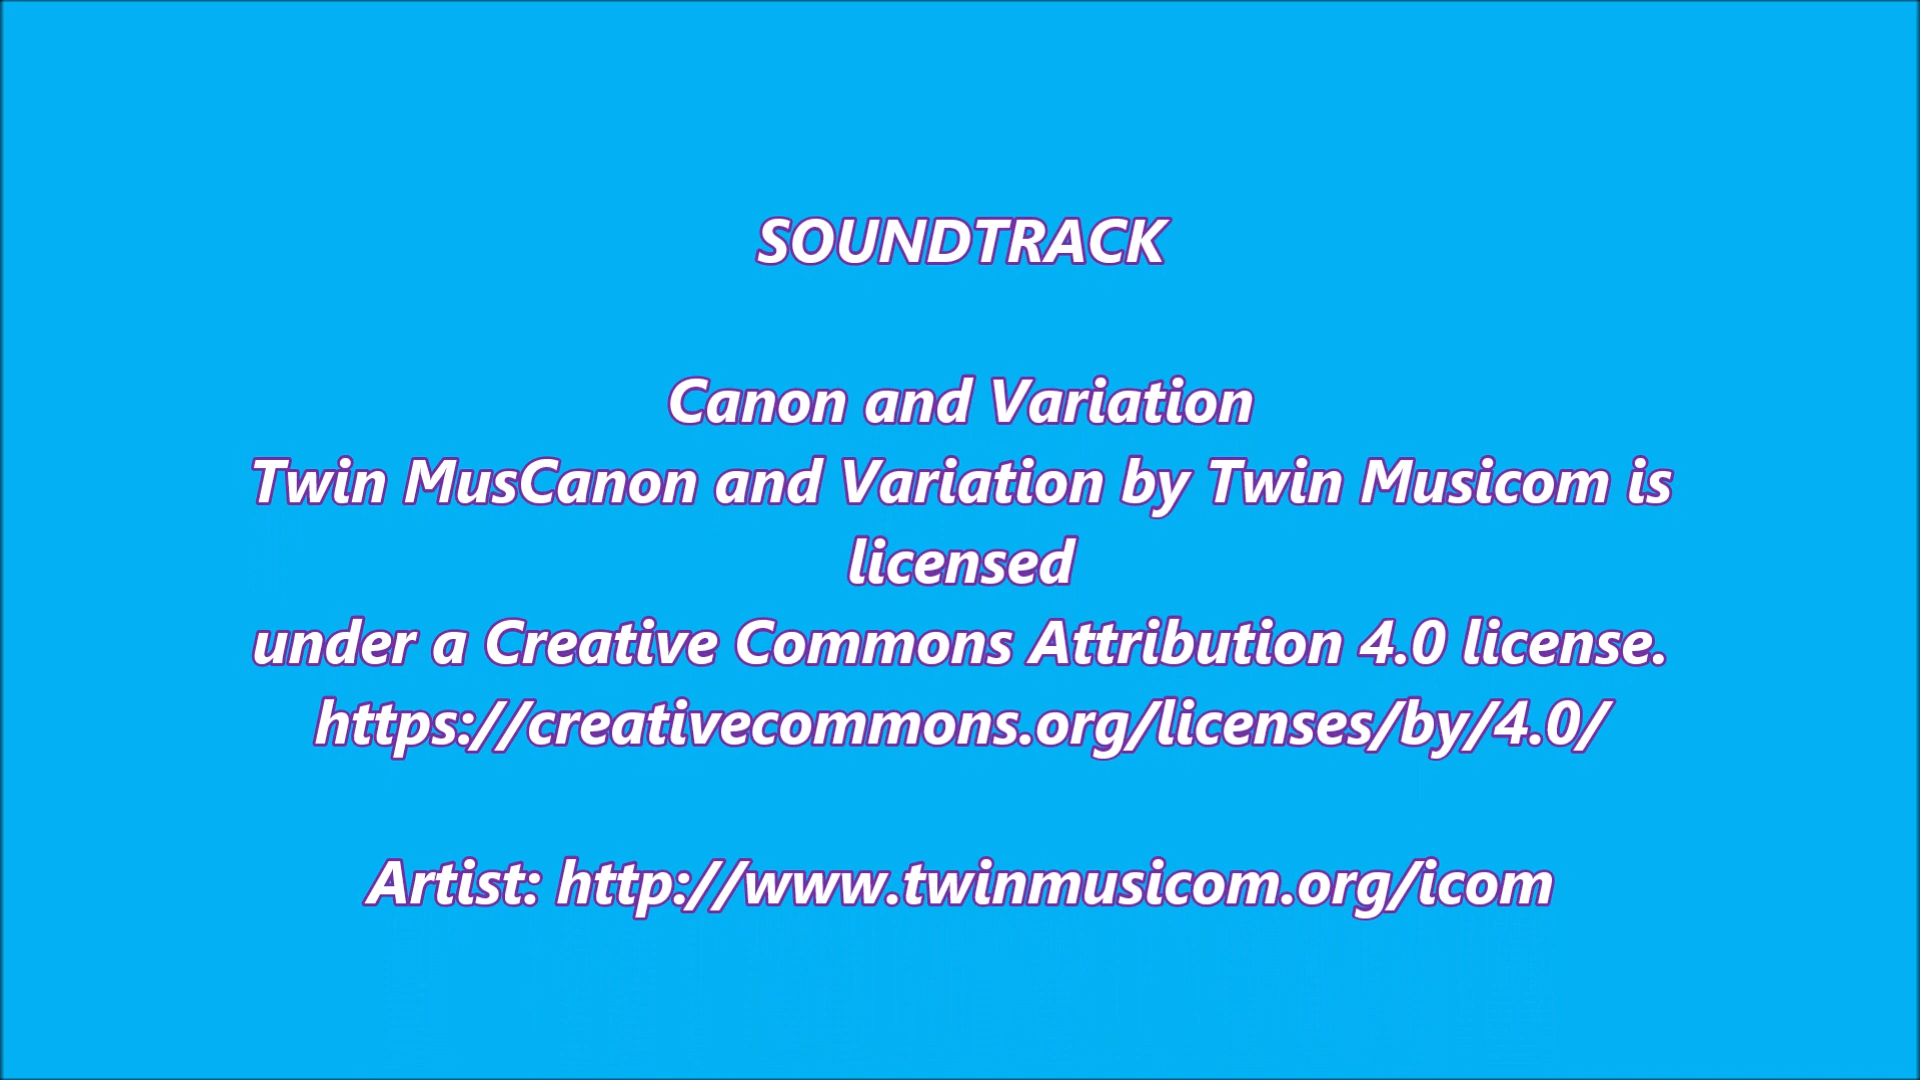 SOUNDTRACK
Canon and Variation
Twin MusCanon and Variation by Twin Musicom is
licensed
under a Creative Commons Attribution 4.0 license.
https://creativecommons.org/licenses/by/4.0/
Artist: http://www.twinmusicom.org/icom